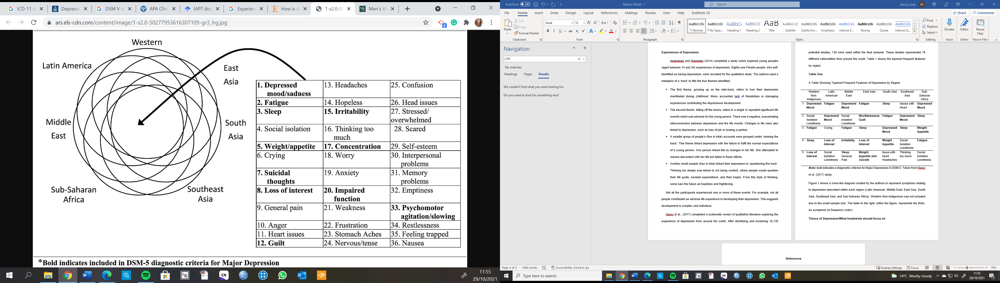 ICD-11 d
Depressi
DSM V d
APA Clini
IAPT dep
Experien
How is d
1-s2.0-S0
Men's Vi
ars.els-cdn.com/content/image/1-s2.0-S0277953616307109-gr3_lrg.jpg
Western
Latin America
East
Asia
Middle
East
South
Asia
Sub-Saharan
Africa
Southeast
Asia
1. Depressed mood/sadness 13. Headaches 25. Confusion
2. Fatigue 14. Hopeless 26. Head issues
3. Sleep 15. Irritability 27. Stressed/ overwhelmed
4. Social isolation 16. Thinking too much 28. Scared
5. Weight/appetite 17. Concentration 29. Self-esteem
6. Crying 18. Worry 30. Interpersonal problems
7. Suicidal thoughts 19. Anxiety 31. Memory problems
8. Loss of interest 20. Impaired function 32. Emptiness
9. General pain 21. Weakness 33. Psychomotor agitation/slowing
10. Anger 22. Frustration 34. Restlessness
11. Heart issues 23. Stomach Aches 35. Feeling trapped
12. Guilt 24. Nervous/tense 36. Nausea
*Bold indicates included in DSM-5 diagnostic criteria for Major Depression
11:55
29/10/2021
AutoSave Off
Matrix Model
Search
Becky Kelly BK
File Home Insert Draw Design Layout References Mailings Review View Help EndNote 20
Share Comments
Paste
Cut
Copy
Format Painter
Clipboard
Arial 12
Font
Paragraph
Normal
No Spac...
Heading 1
Heading 2
Title
Subtitle
Subtle Em...
Emphasis
Intense E...
Strong
Quote
Intense Q...
Styles
Find
Replace
Select
Editing
Dictate
Voice
Editor
Editor
Reuse Files
Reuse Files
Navigation
CPR
No matches
Headings Pages Results
We couldn't find what you were looking for.
Do you want to look for something else?
Experiences of Depression
Issakainen and Hanninen (2014) completed a study which explored young peoples
(aged between 14 and 34) experiences of depression. Eighty-one Finnish people, who self-
identified as having depression, were recruited for the qualitative study. The authors used a
metaphor of a 'track' to title the four themes identified.
• The first theme, growing up on the side-track, refers to how their depression
manifested during childhood. Many accounted lack of friendships or damaging
experiences contributing the depressions development.
• The second theme, falling off the tracks, refers to a single or repeated significant life
event/s which was adverse for the young person. There was a negative, exacerbating
interconnection between depression and the life events. Changes in life were also
linked to depression, such as loss of job or loosing a partner.
• A smaller group of people's (five in total) accounts were grouped under 'missing the
track'. This theme linked depression with the failure to fulfil the normal expectations
of a young person. One person linked this to changes in her life. She attempted to
resolve discontent with her life but failed in these efforts.
• Another small sample (four in total) linked their depression to 'questioning the track'.
Thinking too deeply was linked to not being content, where people would question
their life goals, societal expectations, and their hopes. From this style of thinking,
some saw the future as hopeless and frightening.
Not all the participants experienced one or more of these events. For example, not all
people contributed an adverse life experience to developing their depression. This suggests
development is complex and individual.
Haroz et al., (2017) completed a systematic review of qualitative literature exploring the
experience of depression from around the world. After identifying and screening 16,130
potential studies, 138 were used within the final analysis. These studies represented 76
different nationalities from around the world. Table 1 shows the topmost frequent features
by region.
Table One
A Table Showing Topmost Frequent Features of Depression by Region
Western Non-indigenous Latin American Middle East East Asia South Asia Southeast Asia Sub-Saharan Africa
1 Depressed Mood Fatigue Depressed Mood Fatigue Sleep Issues with Heart Depressed Mood
2 Social Isolation Loneliness Depressed Mood Social Isolation Loneliness Worthlessness Guilt Fatigue Depressed Mood Sleep
3 Fatigue Crying Fatigue Sleep Depressed Mood Sleep Weight Appetite
4 Sleep Loss of Interest Irritability Loss of Interest Weight Appetite Social Isolation Loneliness Fatigue
5 Loss of Interest Social Isolation Loneliness Sleep General Pain Weight Appetite and Suicide Issue with heart Headaches Thinking too much Social Isolation Loneliness
Note: bold indicates a diagnostic criterion for Major Depression in DSM-5. Taken from Horoz
et al. (2017) study.
Figure 1 shows a Venn-like diagram created by the authors to represent symptoms relating
to depression described within each region (Latin American, Middle East, East Asia, South
Asia, Southeast Asia, and Sub-Saharan Africa). Western Non-Indigenous was not included
due to the small sample size. The table to the right, within the figure, represents the thirty-
six symptoms (in frequency order).
Theory of Depression/What treatments should focus on
References
Page 4 of 5 1064 words Accessibility: Good to go
Display Settings Focus 70%
Type here to search
14°C Mostly cloudy
11:55
29/10/2021